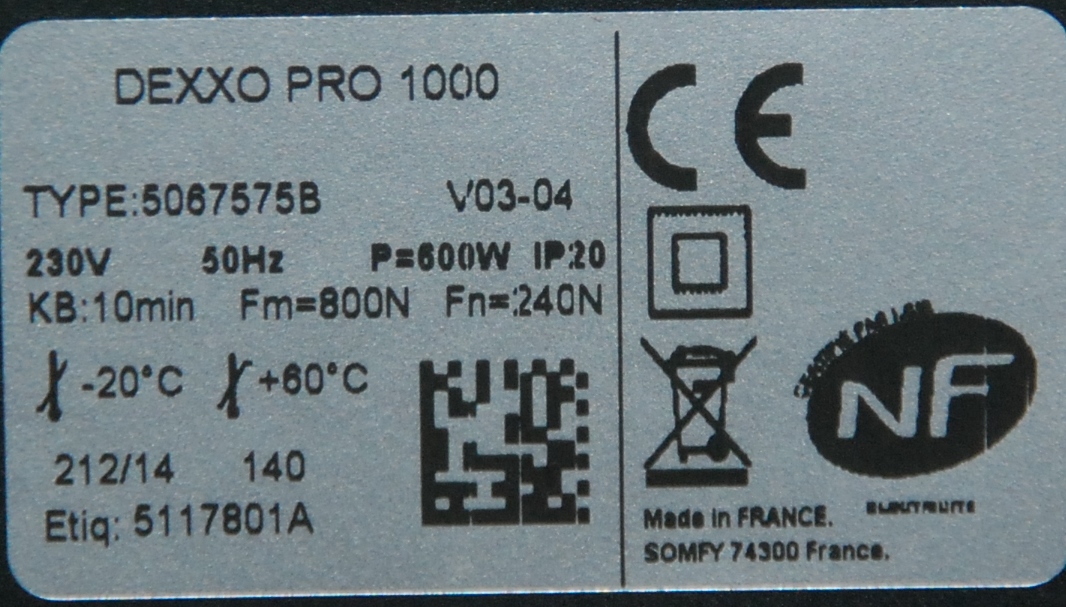 DEXXO PRO 1000
TYPE:5067575B V03-04
230V 50Hz P=600W IP20
KB:10min Fm=800N Fn=240N
-20°C +60°C
212/14 140
Etiq: 5117801A
CE
NF
Made in FRANCE.
SOMFY 74300 France.